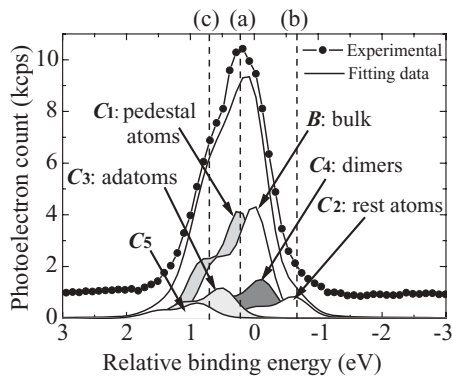 (c) (a) (b)
Photoelectron count (kcps)
10
8
6
4
2
0
Experimental
Fitting data
C1: pedestal
atoms
B: bulk
C3: adatoms
C4: dimers
C2: rest atoms
C5
3 2 1 0 -1 -2 -3
Relative binding energy (eV)